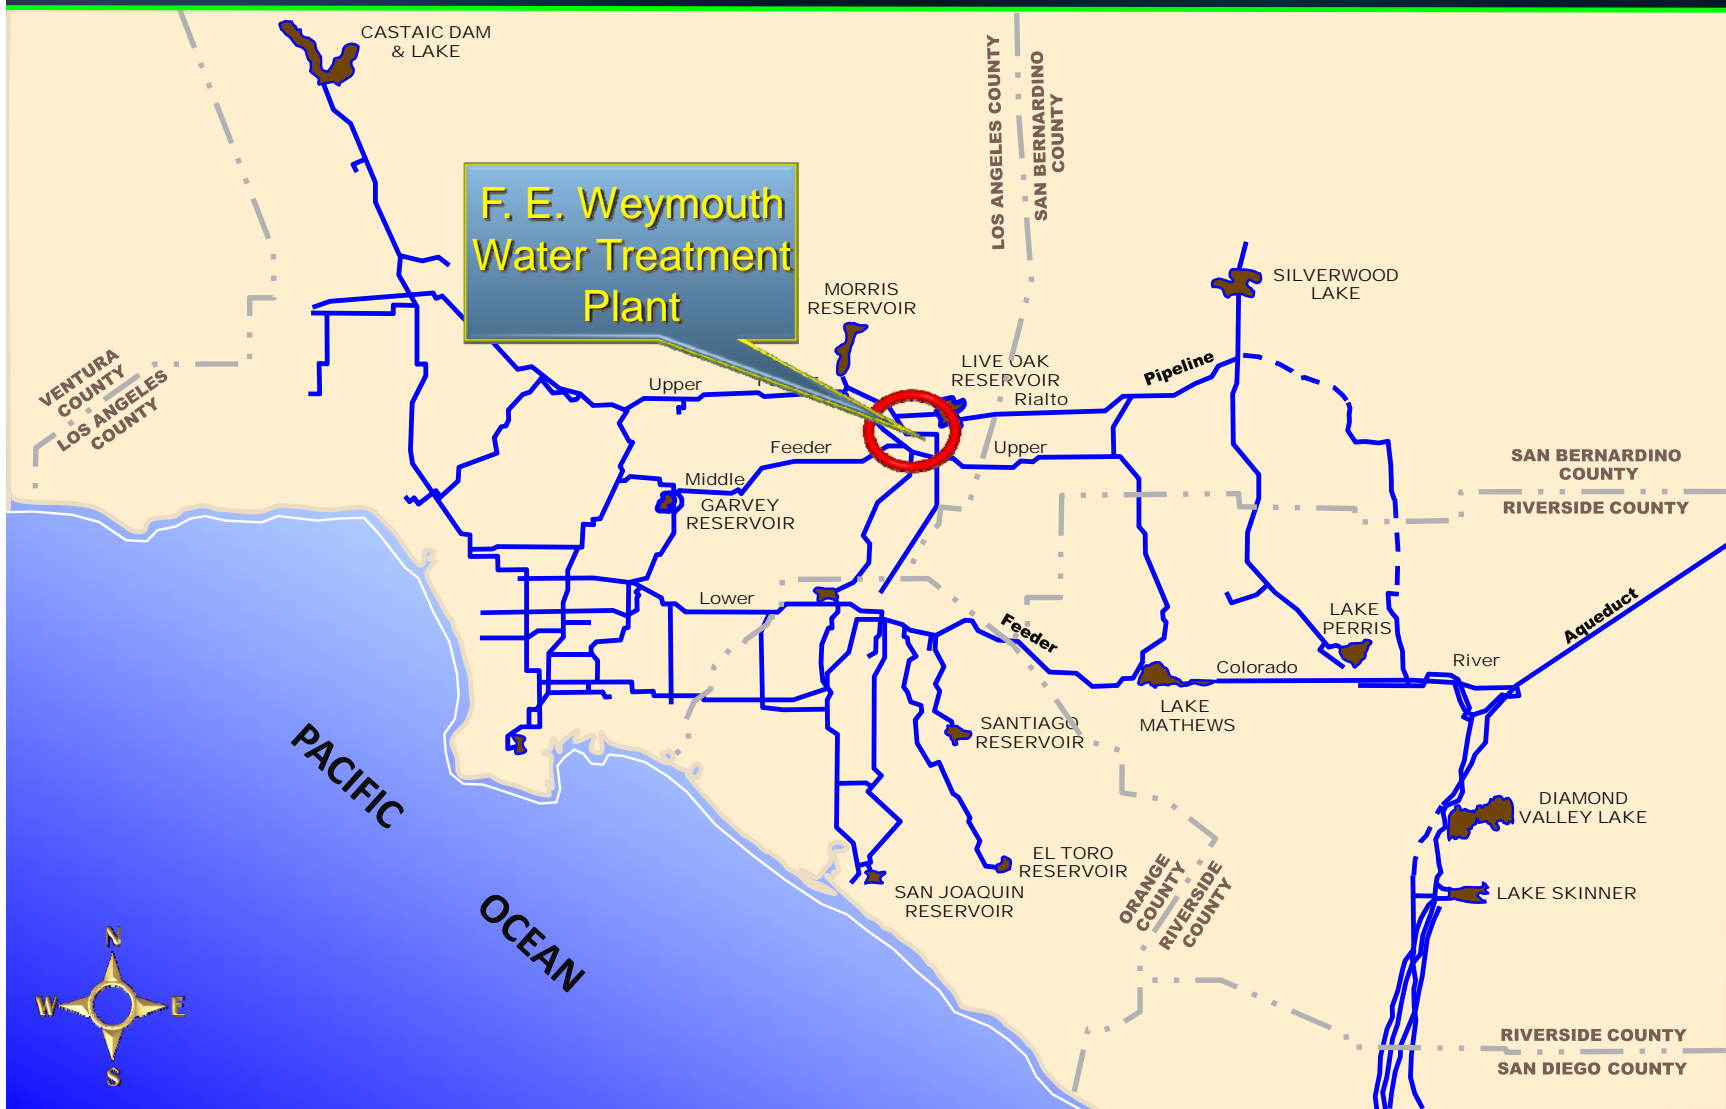 CASTAIC DAM
& LAKE
LOS ANGELES COUNTY
SAN BERNARDINO
COUNTY
F. E. Weymouth
Water Treatment
Plant
MORRIS
RESERVOIR
SILVERWOOD
LAKE
LIVE OAK
RESERVOIR
Rialto
Pipeline
Upper
VENTURA
COUNTY
LOS ANGELES
COUNTY
Feeder
Upper
Middle
GARVEY
RESERVOIR
SAN BERNARDINO
COUNTY
RIVERSIDE COUNTY
Lower
Feeder
LAKE
PERRIS
Aqueduct
Colorado
River
LAKE
MATHEWS
SANTIAGO
RESERVOIR
PACIFIC
OCEAN
DIAMOND
VALLEY LAKE
EL TORO
RESERVOIR
SAN JOAQUIN
RESERVOIR
ORANGE
COUNTY
RIVERSIDE
COUNTY
LAKE SKINNER
N
W
E
S
RIVERSIDE COUNTY
SAN DIEGO COUNTY